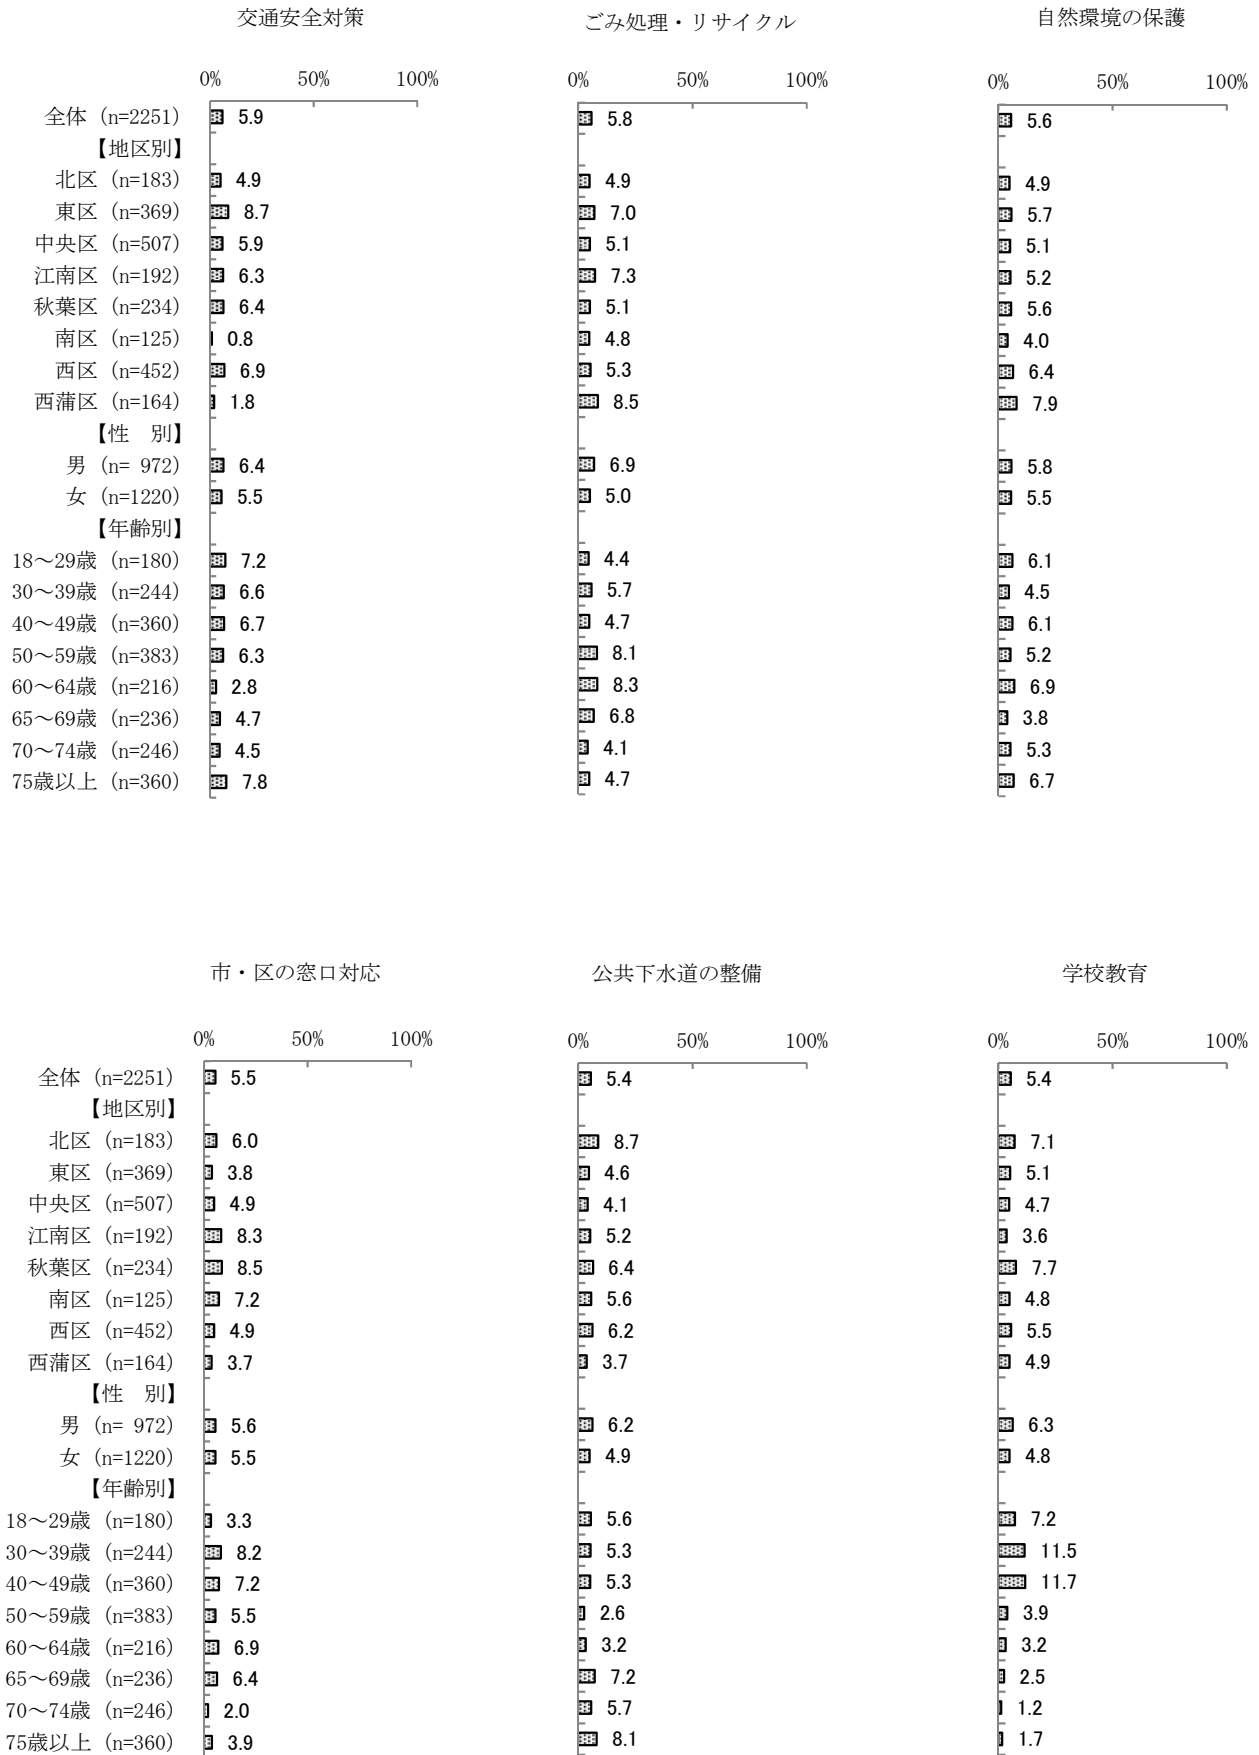 交通安全対策　ごみ処理・リサイクル　自然環境の保護
0%　50%　100%　0%　50%　100%　0%　50%　100%
全体（n=2251）　5.9　5.8　5.6
【地区別】
北区（n=183）　4.9　4.9　4.9
東区（n=369）　8.7　7.0　5.7
中央区（n=507）　5.9　5.1　5.1
江南区（n=192）　6.3　7.3　5.2
秋葉区（n=234）　6.4　5.1　5.6
南区（n=125）　0.8　4.8　4.0
西区（n=452）　6.9　5.3　6.4
西蒲区（n=164）　1.8　8.5　7.9
【性　別】
男（n= 972）　6.4　6.9　5.8
女（n=1220）　5.5　5.0　5.5
【年齢別】
18～29歳（n=180）　7.2　4.4　6.1
30～39歳（n=244）　6.6　5.7　4.5
40～49歳（n=360）　6.7　4.7　6.1
50～59歳（n=383）　6.3　8.1　5.2
60～64歳（n=216）　2.8　8.3　6.9
65～69歳（n=236）　4.7　6.8　3.8
70～74歳（n=246）　4.5　4.1　5.3
75歳以上（n=360）　7.8　4.7　6.7
市・区の窓口対応　公共下水道の整備　学校教育
0%　50%　100%　0%　50%　100%　0%　50%　100%
全体（n=2251）　5.5　5.4　5.4
【地区別】
北区（n=183）　6.0　8.7　7.1
東区（n=369）　3.8　4.6　5.1
中央区（n=507）　4.9　4.1　4.7
江南区（n=192）　8.3　5.2　3.6
秋葉区（n=234）　8.5　6.4　7.7
南区（n=125）　7.2　5.6　4.8
西区（n=452）　4.9　6.2　5.5
西蒲区（n=164）　3.7　3.7　4.9
【性　別】
男（n= 972）　5.6　6.2　6.3
女（n=1220）　5.5　4.9　4.8
【年齢別】
18～29歳（n=180）　3.3　5.6　7.2
30～39歳（n=244）　8.2　5.3　11.5
40～49歳（n=360）　7.2　5.3　11.7
50～59歳（n=383）　5.5　2.6　3.9
60～64歳（n=216）　6.9　3.2　3.2
65～69歳（n=236）　6.4　7.2　2.5
70～74歳（n=246）　2.0　5.7　1.2
75歳以上（n=360）　3.9　8.1　1.7